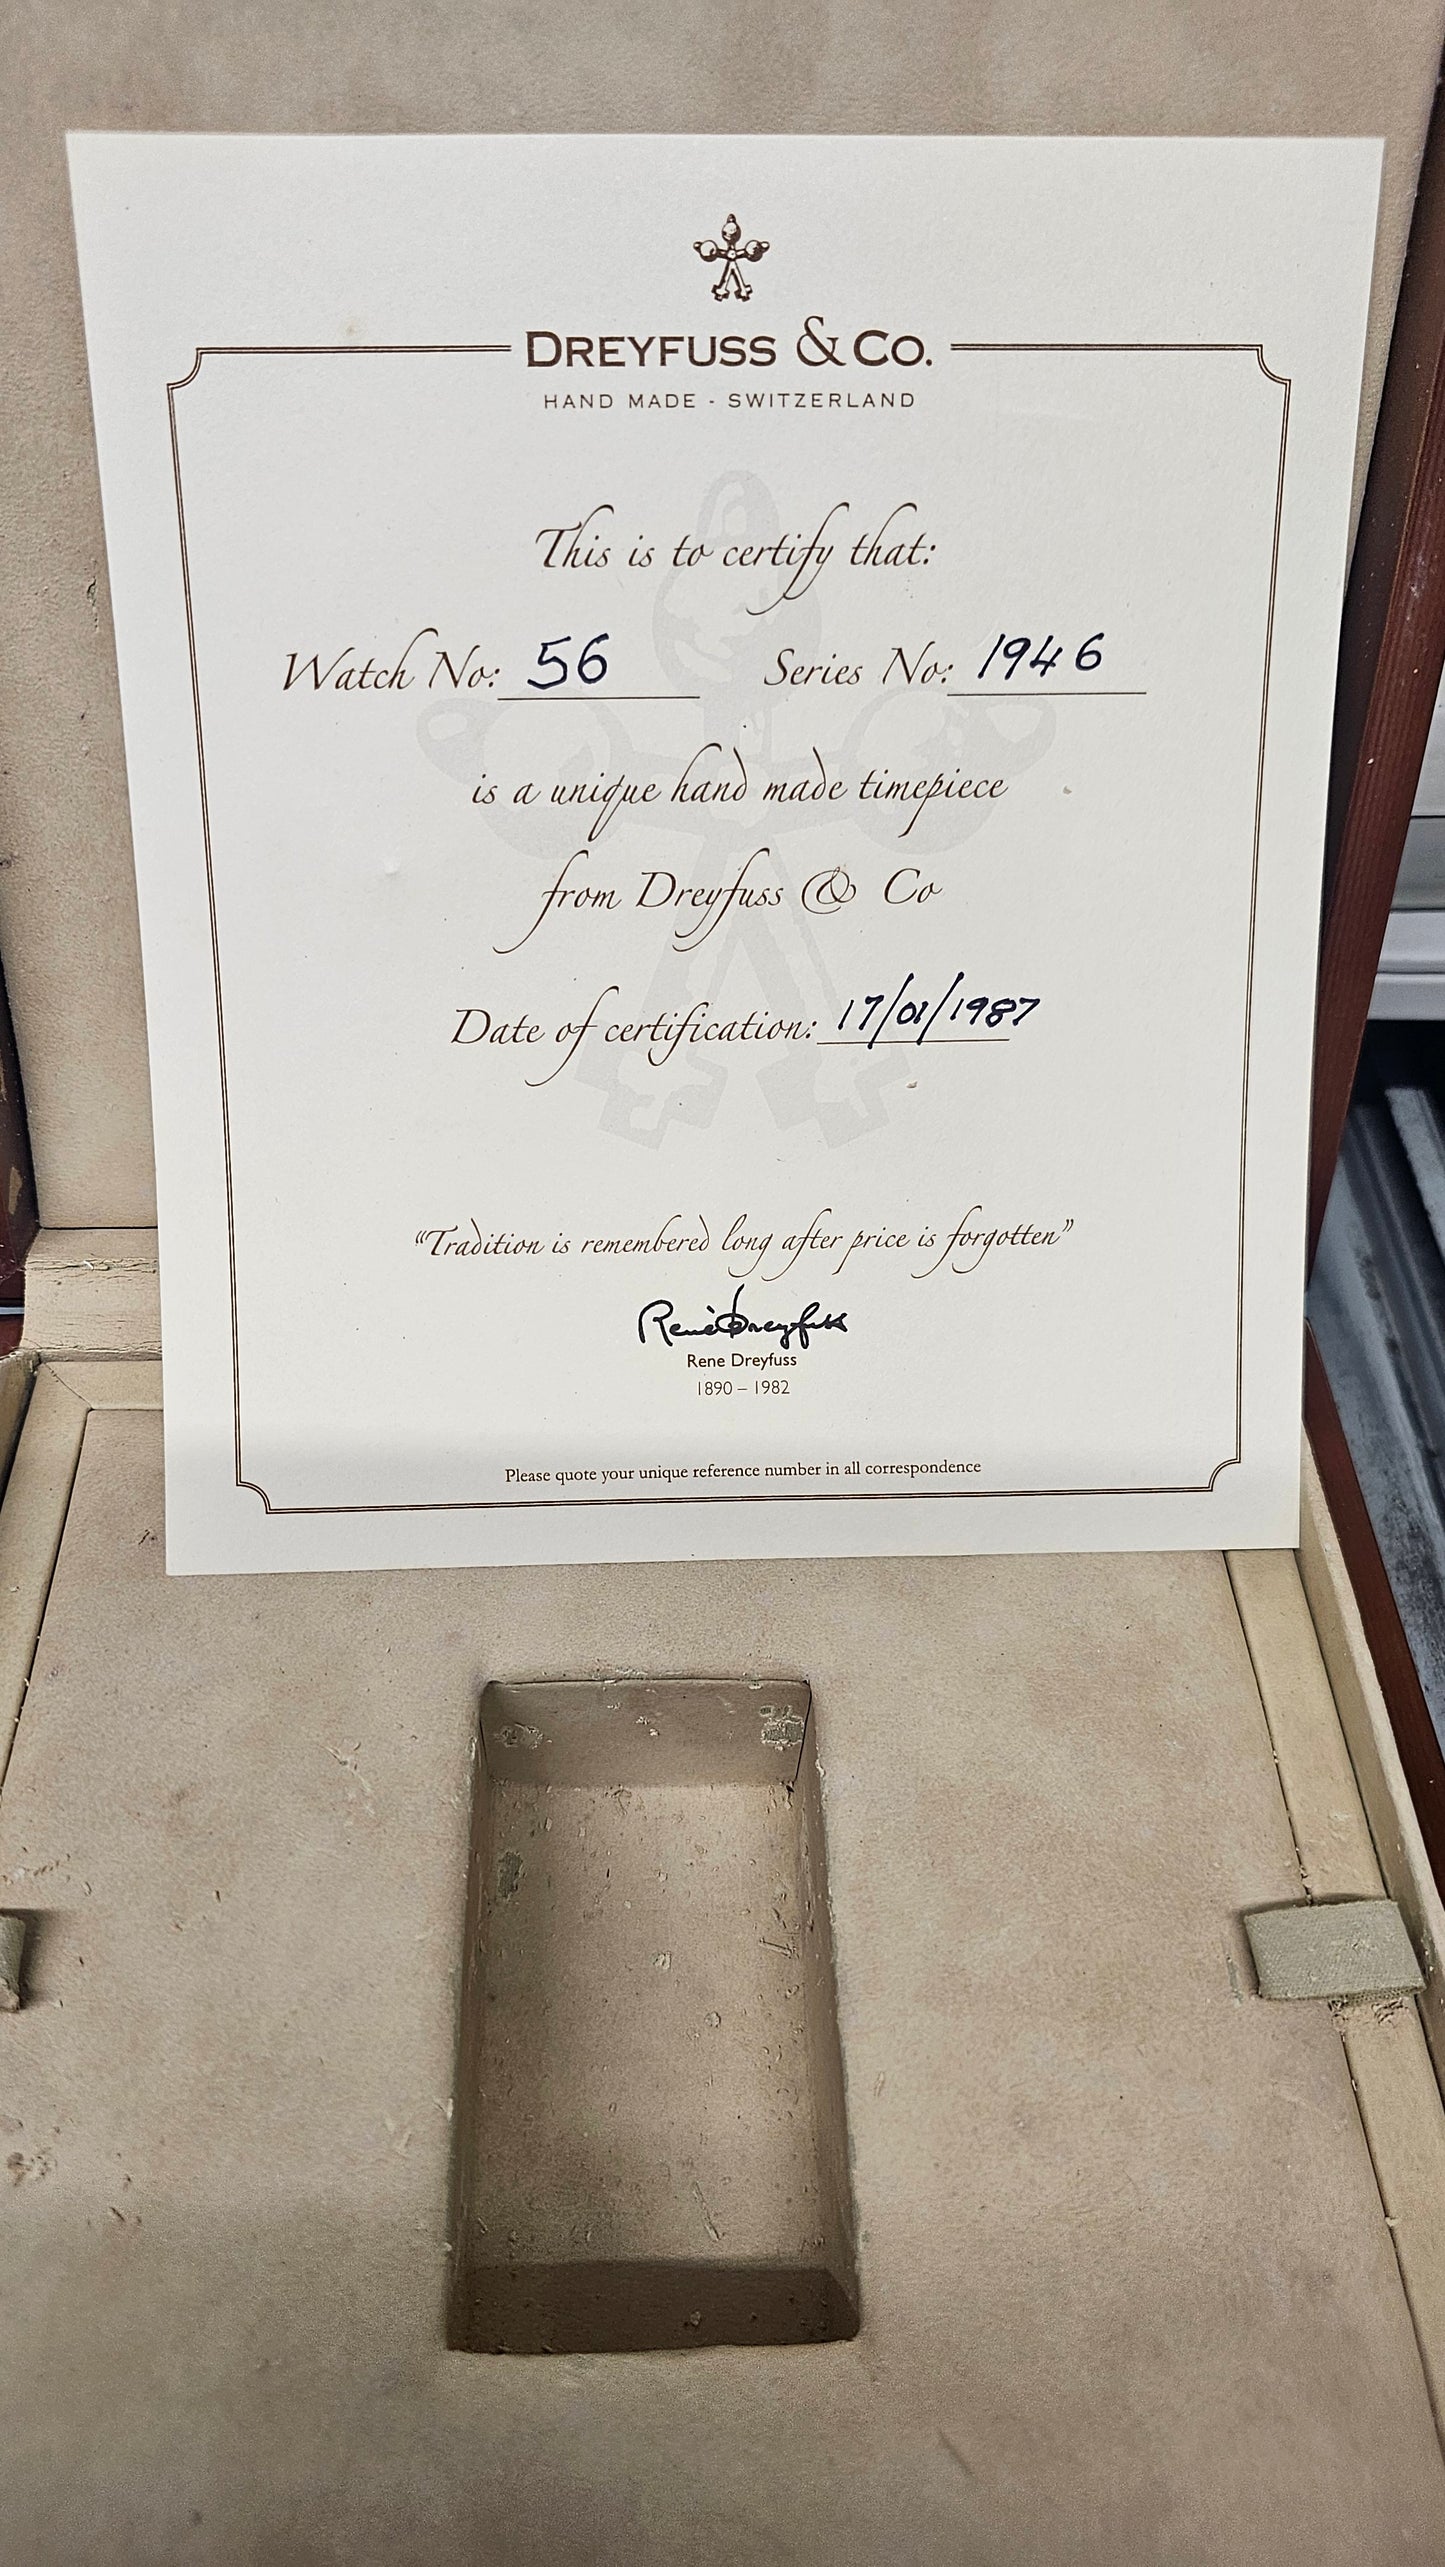 DREYFUSS & CO.
HAND MADE - SWITZERLAND
This is to certify that:
Watch No: 56 Series No: 1946
is a unique hand made timepiece
from Dreyfuss & Co
Date of certification: 17/01/1987
“Tradition is remembered long after price is forgotten”
Renè Dreyfuss
Rene Dreyfuss
1890 – 1982
Please quote your unique reference number in all correspondence